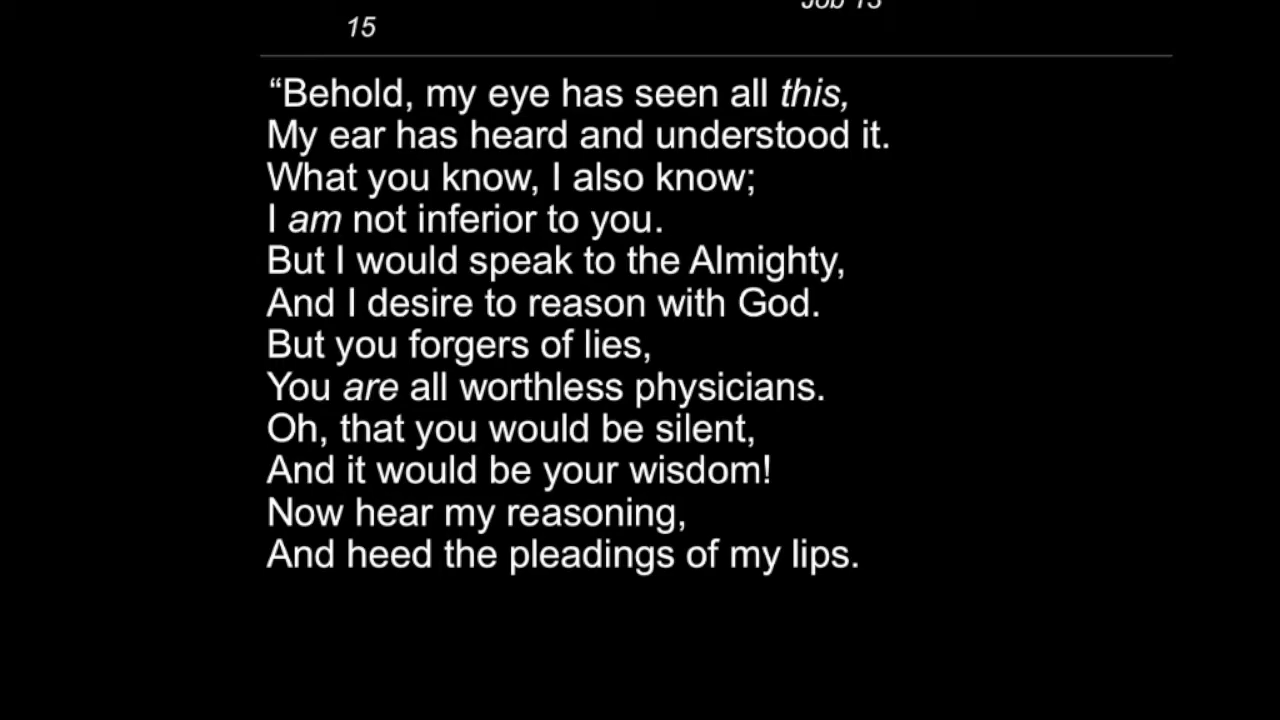 Job 13
15
“Behold, my eye has seen all this,
My ear has heard and understood it.
What you know, I also know;
I am not inferior to you.
But I would speak to the Almighty,
And I desire to reason with God.
But you forgers of lies,
You are all worthless physicians.
Oh, that you would be silent,
And it would be your wisdom!
Now hear my reasoning,
And heed the pleadings of my lips.